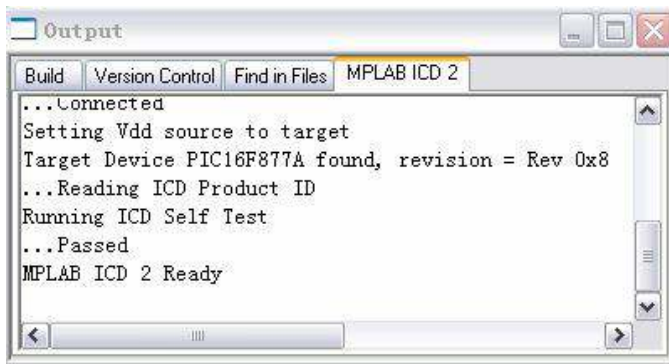 Output
Build Version Control Find in Files MPLAB ICD 2
...Connected
Setting Vdd source to target
Target Device PIC16F877A found, revision = Rev 0x8
...Reading ICD Product ID
Running ICD Self Test
...Passed
MPLAB ICD 2 Ready